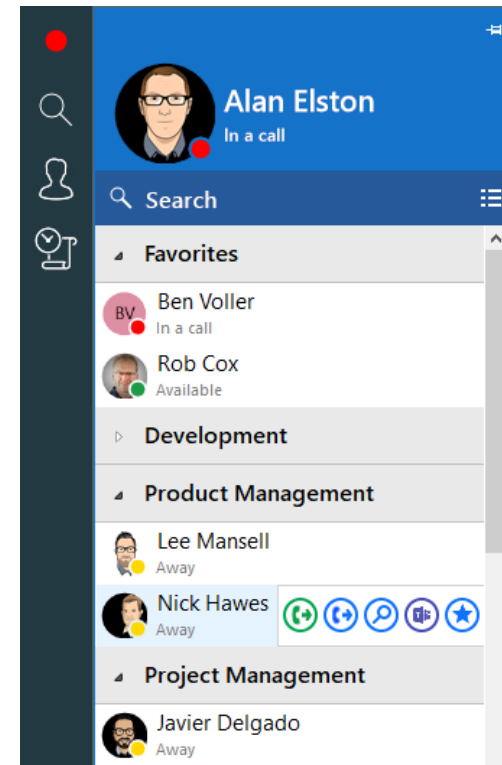 Alan Elston
In a call
Search
Favorites
BV
Ben Voller
In a call
Rob Cox
Available
Development
Product Management
Lee Mansell
Away
Nick Hawes
Away
Project Management
Javier Delgado
Away